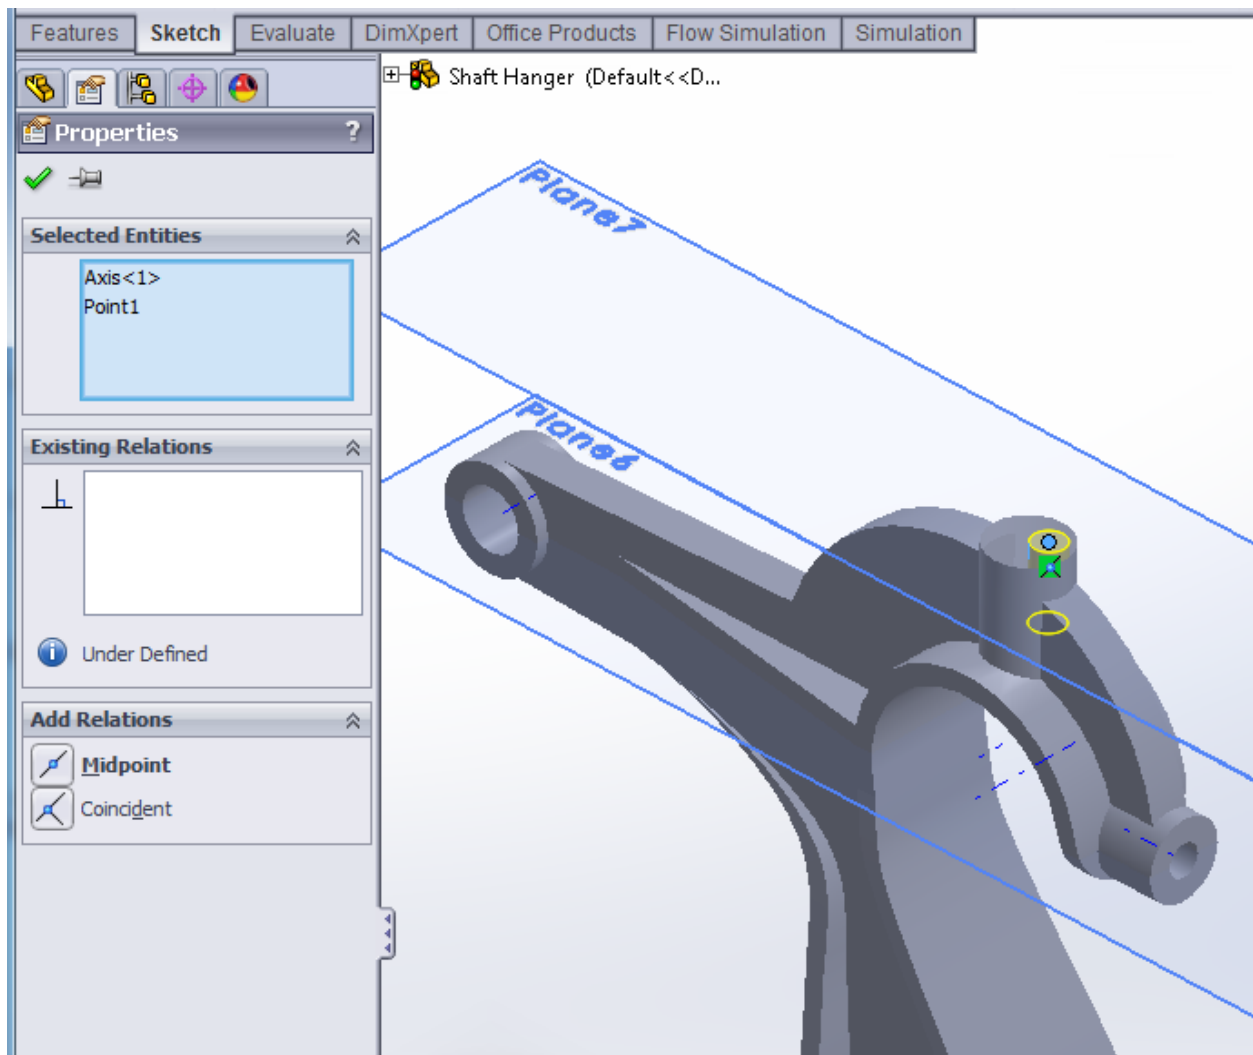 Features Sketch Evaluate DimXpert Office Products Flow Simulation Simulation
Shaft Hanger (Default<<D...
Properties ?
Selected Entities
Axis<1>
Point1
Existing Relations
Under Defined
Add Relations
Midpoint
Coincident
Plane7
Plane6